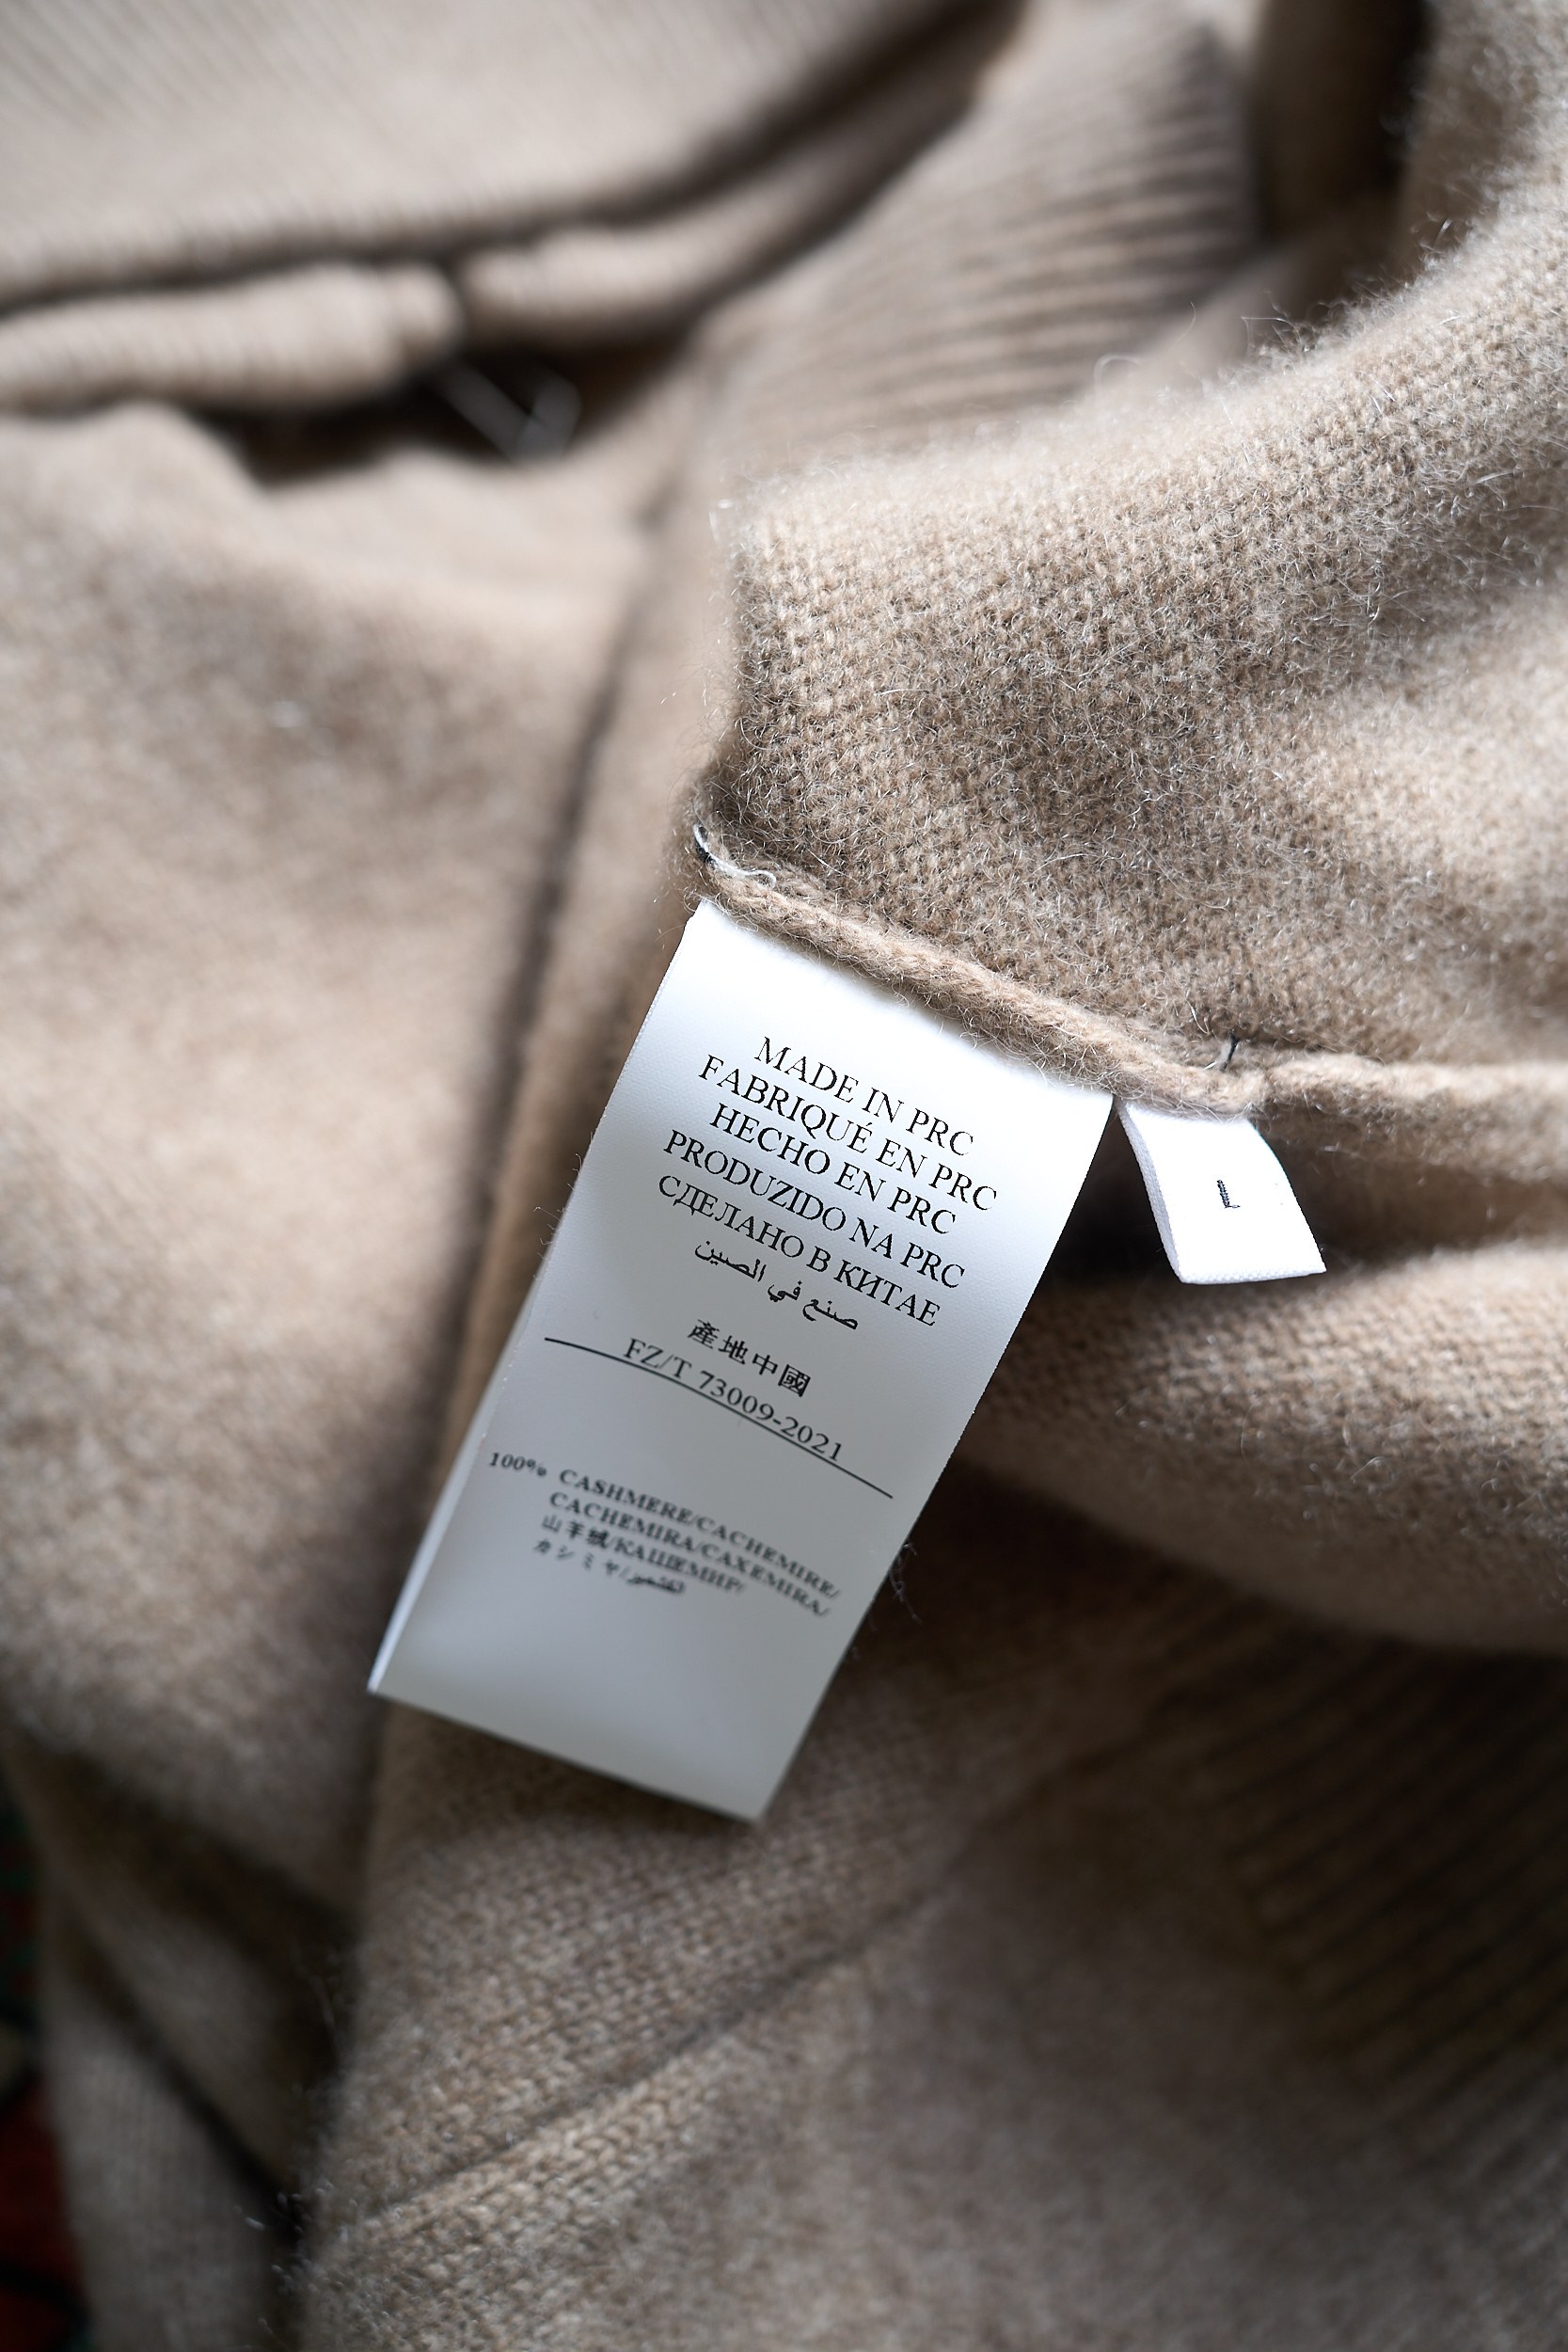 MADE IN PRC
FABRIQUÉ EN PRC
HECHO EN PRC
PRODUZIDO NA PRC
СДЕЛАНО В КИТАЕ
صنع في الصين
產地中國
FZ/T 73009-2021
100% CASHMERE/CACHEMIRE/
CACHEMIRA/CAXEMIRA/
山羊绒/КАШЕМИР/
カシミヤ/
L